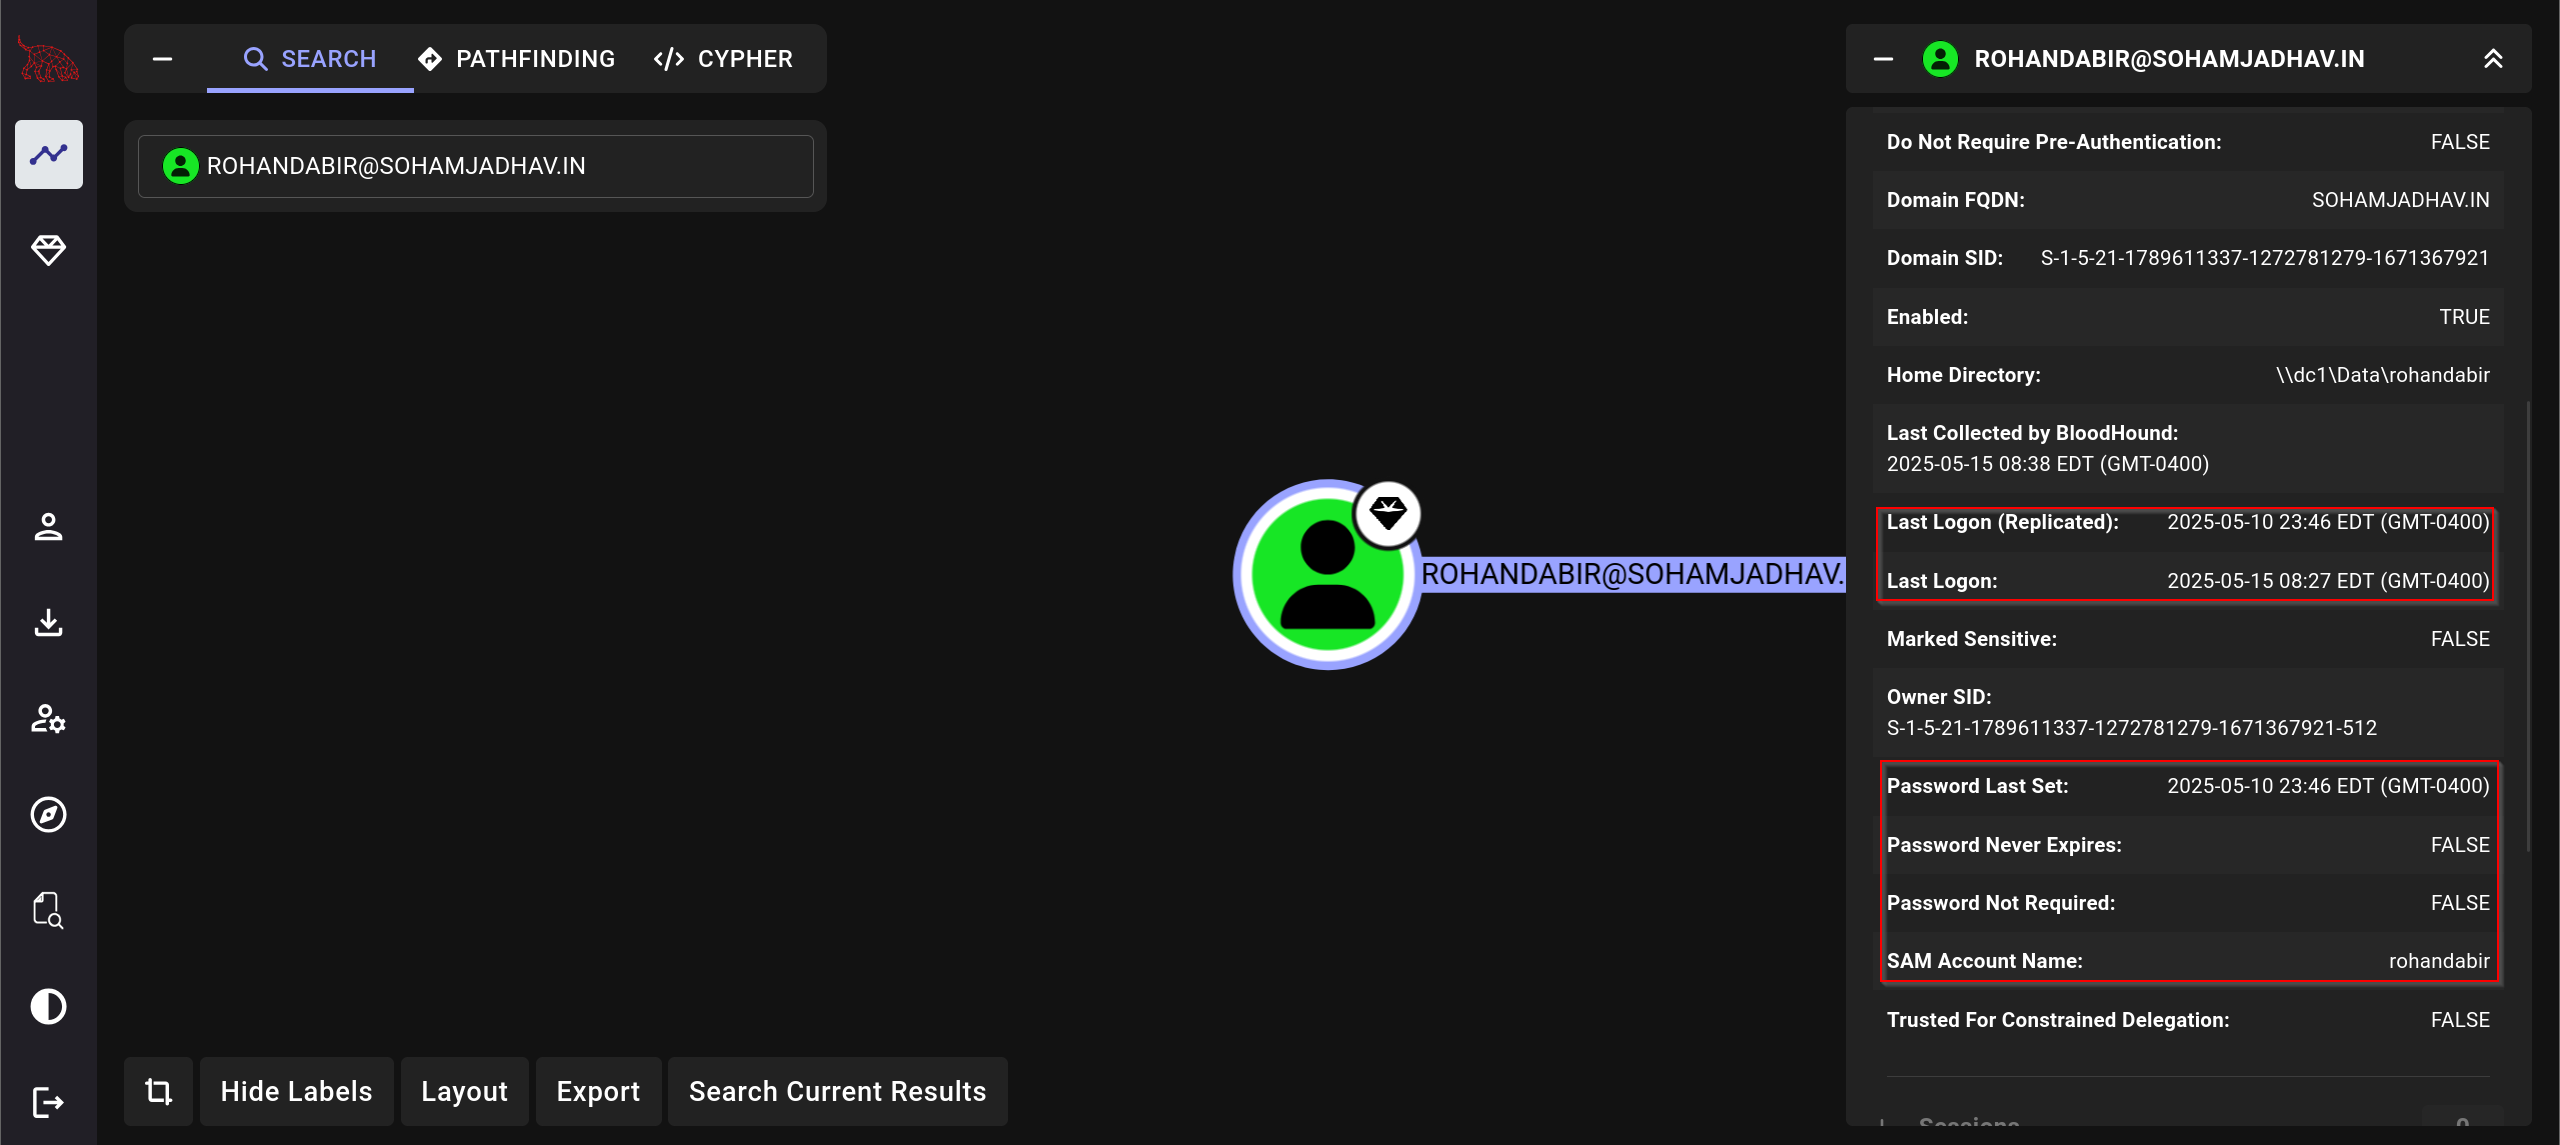 SEARCH
PATHFINDING
CYPHER
ROHANDABIR@SOHAMJADHAV.IN
ROHANDABIR@SOHAMJADHAV.
Hide Labels
Layout
Export
Search Current Results
ROHANDABIR@SOHAMJADHAV.IN
Do Not Require Pre-Authentication: FALSE
Domain FQDN: SOHAMJADHAV.IN
Domain SID: S-1-5-21-1789611337-1272781279-1671367921
Enabled: TRUE
Home Directory: \\dc1\Data\rohandabir
Last Collected by BloodHound:
2025-05-15 08:38 EDT (GMT-0400)
Last Logon (Replicated): 2025-05-10 23:46 EDT (GMT-0400)
Last Logon: 2025-05-15 08:27 EDT (GMT-0400)
Marked Sensitive: FALSE
Owner SID:
S-1-5-21-1789611337-1272781279-1671367921-512
Password Last Set: 2025-05-10 23:46 EDT (GMT-0400)
Password Never Expires: FALSE
Password Not Required: FALSE
SAM Account Name: rohandabir
Trusted For Constrained Delegation: FALSE
Sessions